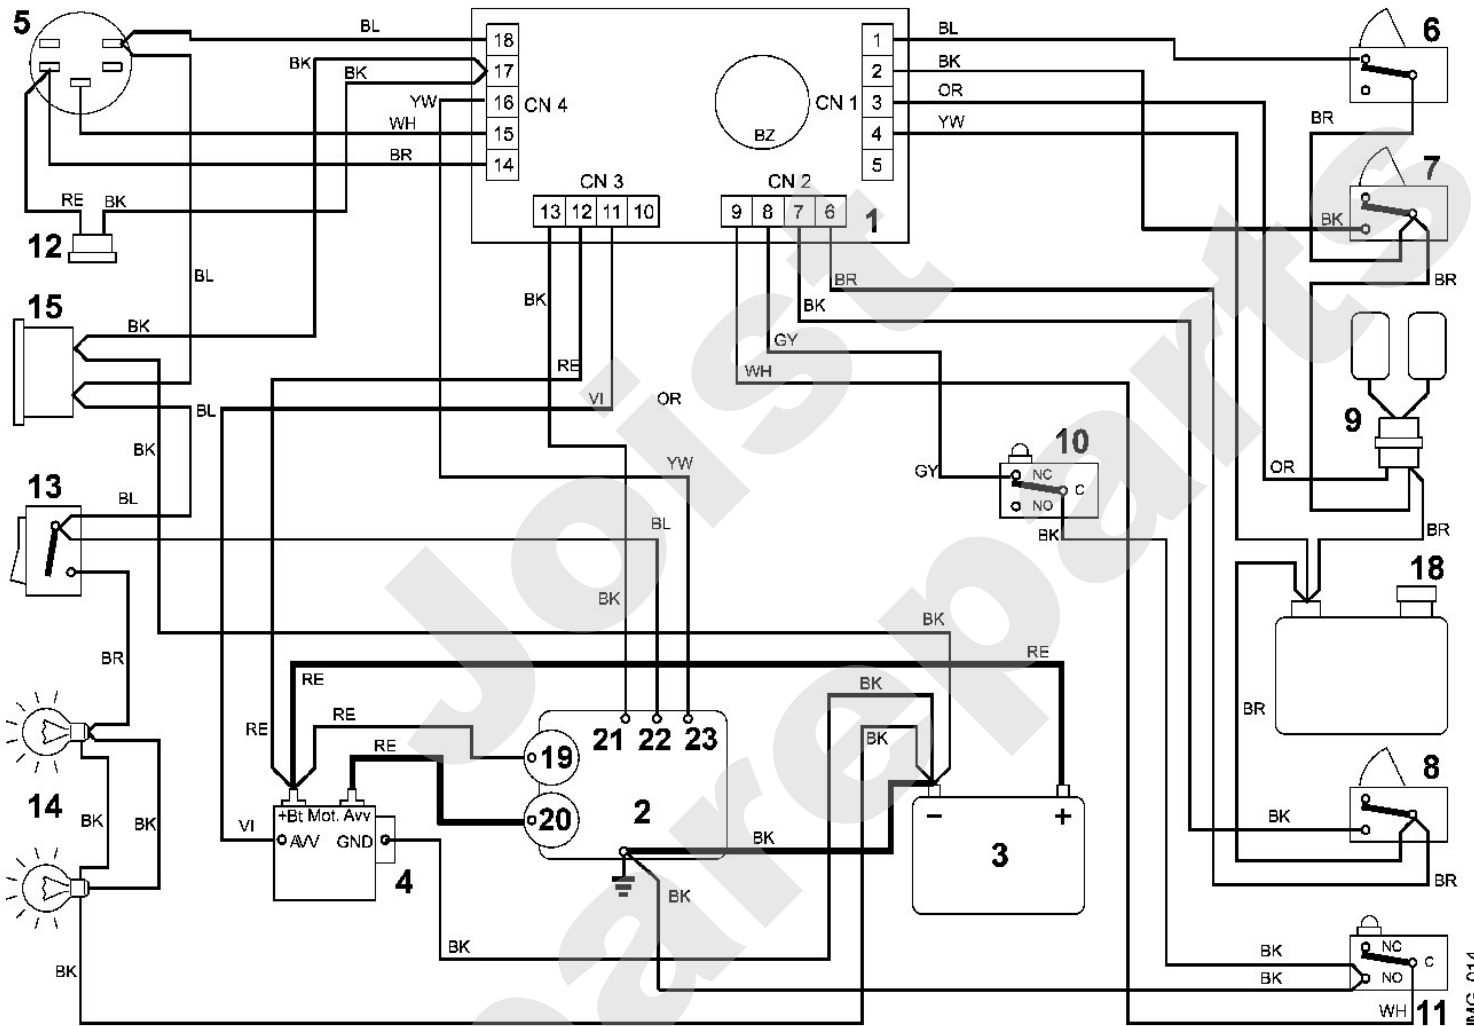 5
BL
18
1
BL
6
BK
BK
17
2
BK
YW
16
CN 4
CN 1
3
OR
WH
15
BZ
4
YW
BR
BR
14
5
7
CN 3
CN 2
RE
BK
13
12
11
10
9
8
7
6
1
BK
12
BL
BR
BR
15
BK
BK
BK
GY
RE
WH
VI
OR
BL
9
BK
10
YW
GY
NC
C
OR
13
NO
BL
BL
BK
BR
18
BK
BK
BR
RE
RE
BK
BR
RE
RE
21
22
23
BK
RE
19
8
14
+Bt
Mot.
Avv
2
–
+
BK
BK
VI
AVV
GND
20
BK
3
BK
4
BR
BK
BK
BK
NC
C
BK
BK
NO
WH
11
IMG_014
Joist
spareparts